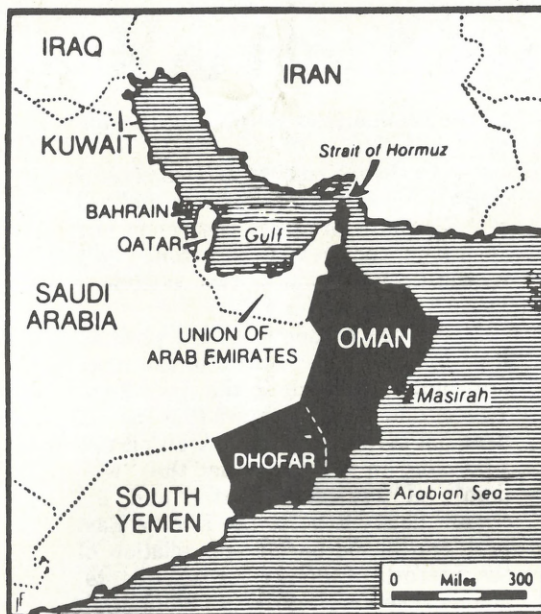 IRAQ
IRAN
KUWAIT
Strait of Hormuz
BAHRAIN
QATAR
Gulf
SAUDI
ARABIA
UNION OF
ARAB EMIRATES
OMAN
Masirah
DHOFAR
SOUTH
YEMEN
Arabian Sea
0 Miles 300